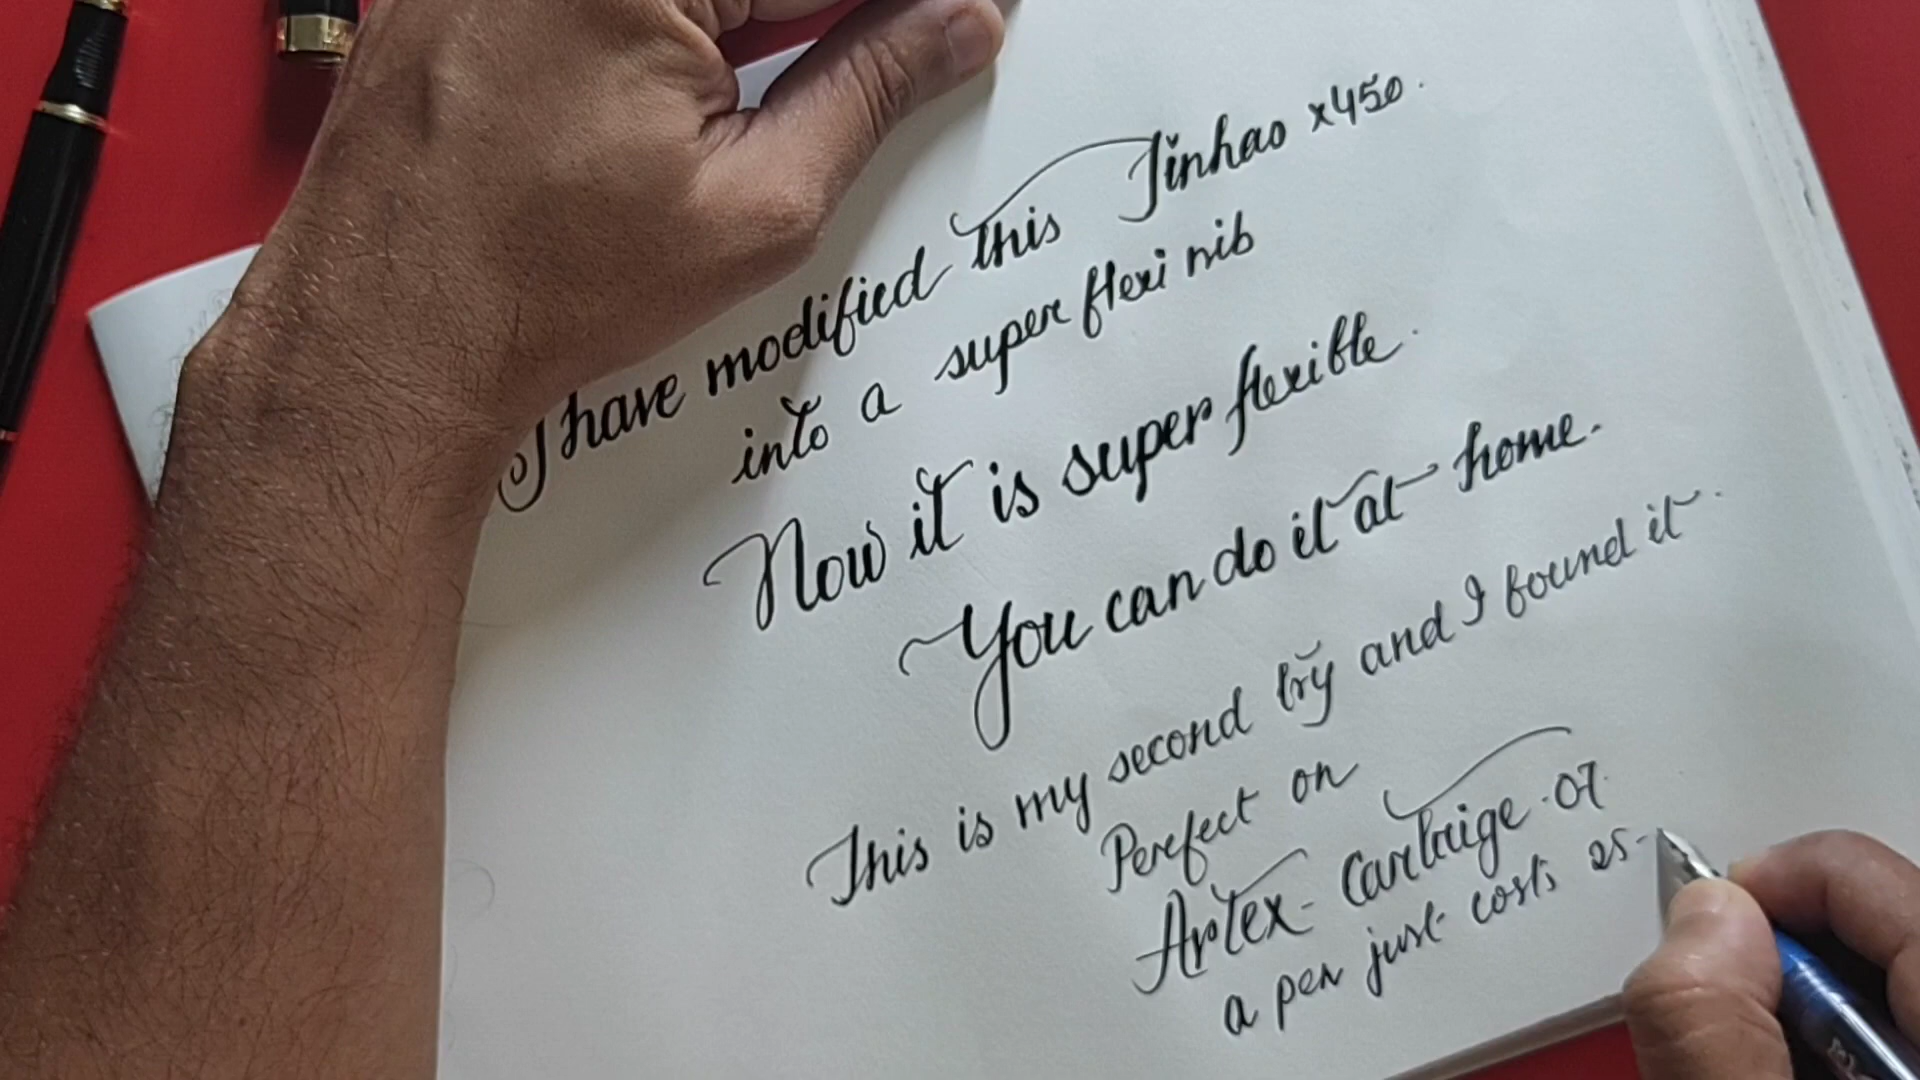 I have modified this Jinhao x450.
into a super flexi nib
Now it is super flexible.
You can do it at home.
This is my second try and I found it.
Perefect on
Artex - Cartrige .07
a pen just costs 25-